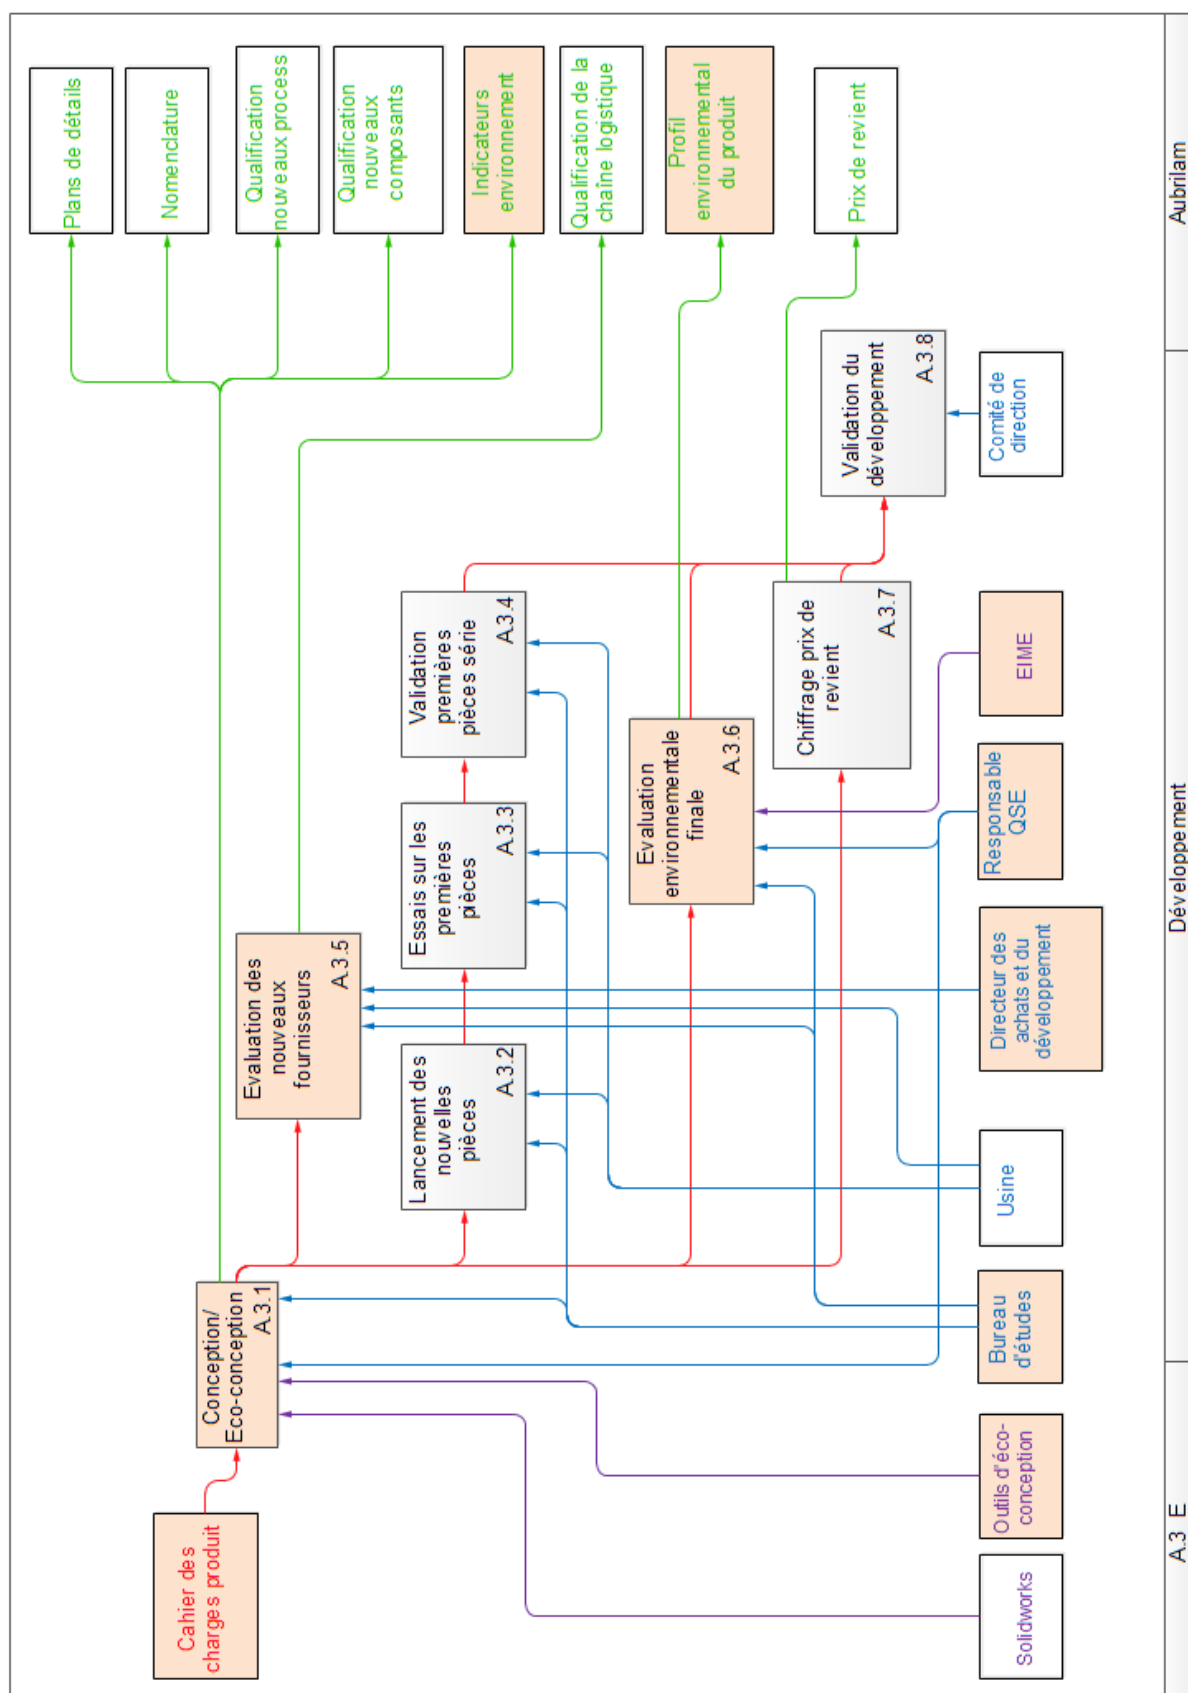 Cahier des
charges produit
Conception/
Eco-conception
A.3.1
Evaluation des
nouveaux
fournisseurs
A.3.5
Lancement des
nouvelles
pièces
A.3.2
Essais sur les
premières
pièces
A.3.3
Validation
premières
pièces série
A.3.4
Evaluation
environnementale
finale
A.3.6
Chiffrage prix de
revient
A.3.7
Validation du
développement
A.3.8
Plans de détails
Nomenclature
Qualification
nouveaux process
Qualification
nouveaux
composants
Indicateurs
environnement
Qualification de la
chaîne logistique
Profil
environnemental
du produit
Prix de revient
Solidworks
Outils d'éco-
conception
Bureau
d'études
Usine
Directeur des
achats et du
développement
Responsable
QSE
EIME
Comité de
direction
A.3 E
Développement
Aubrilam